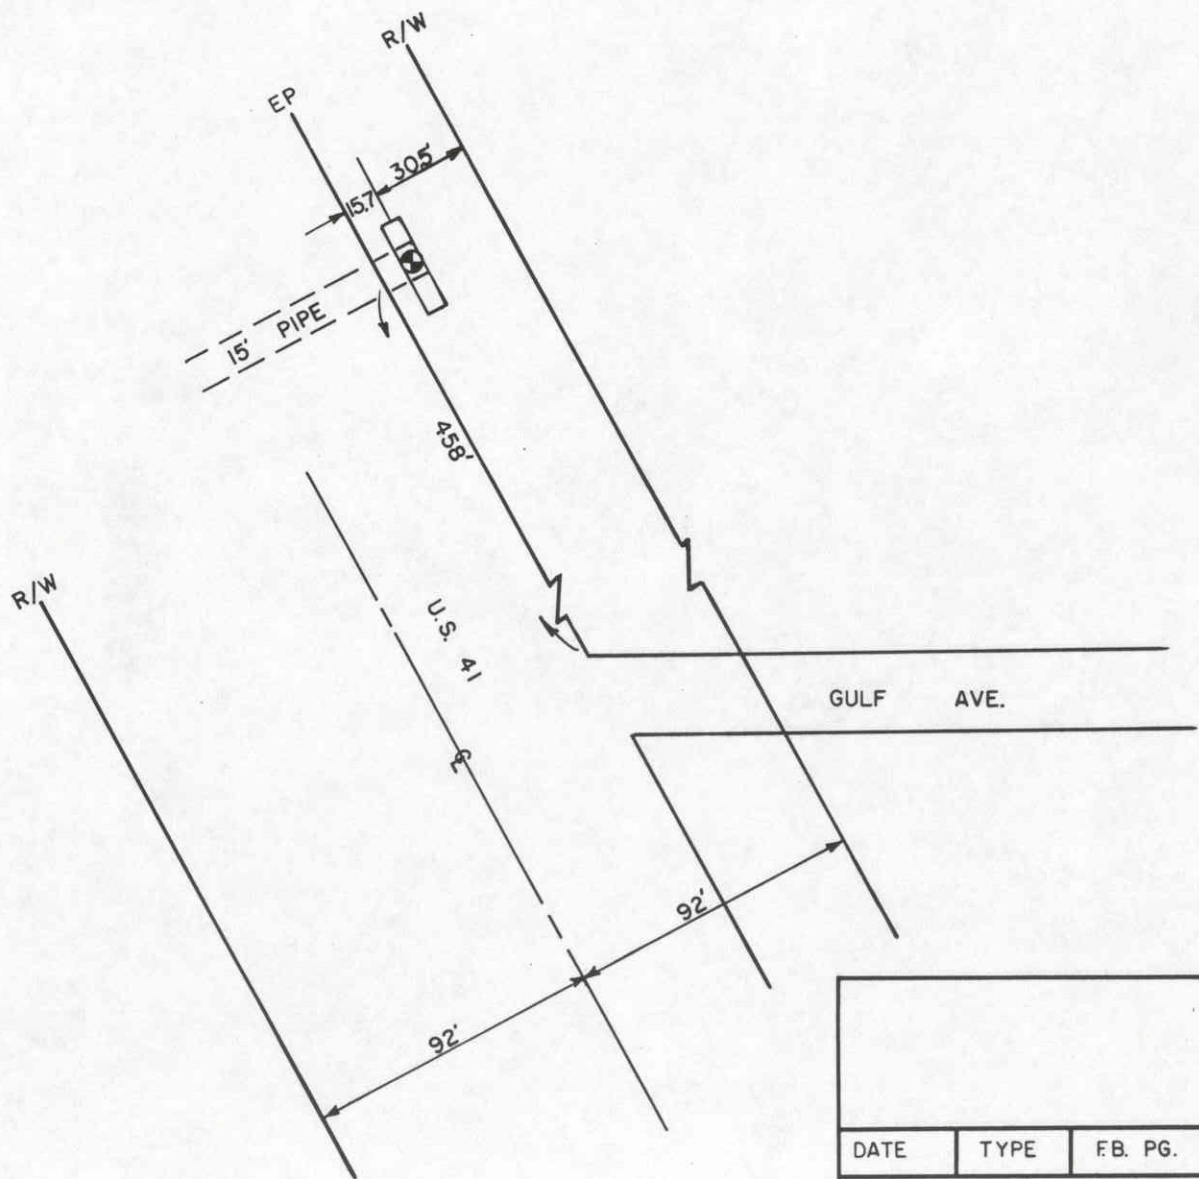 R/W
EP
30.5'
15.7
15' PIPE
458'
R/W
U.S. 41
GULF AVE.
℄
92'
92'
DATE TYPE F.B. PG.